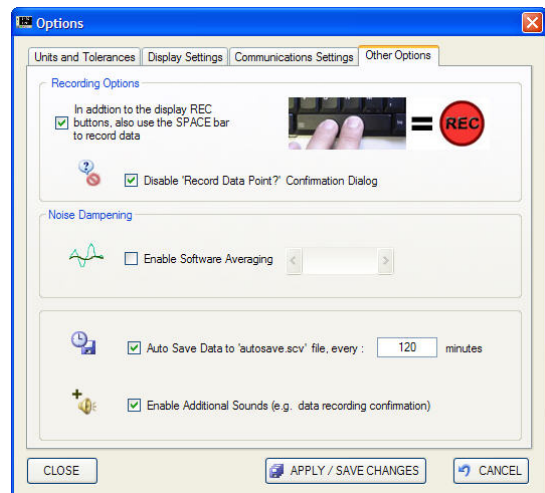 Options
Units and Tolerances
Display Settings
Communications Settings
Other Options
Recording Options
In addtion to the display REC
buttons, also use the SPACE bar
to record data
=
REC
Disable 'Record Data Point?' Confirmation Dialog
Noise Dampening
Enable Software Averaging
Auto Save Data to 'autosave.scv' file, every :
120
minutes
Enable Additional Sounds (e.g. data recording confirmation)
CLOSE
APPLY / SAVE CHANGES
CANCEL